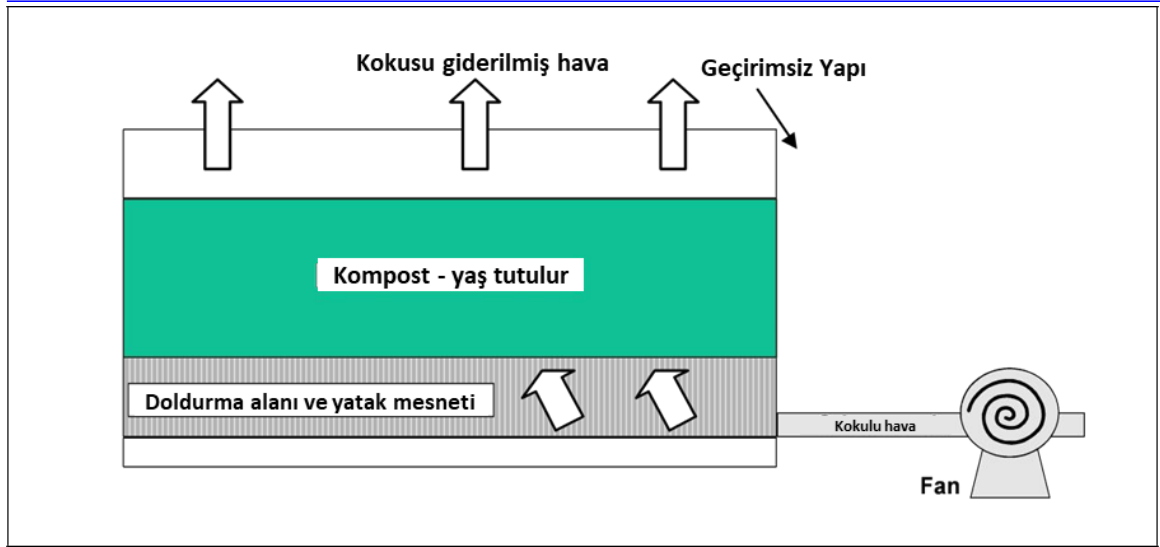 Kokusu giderilmiş hava
Geçirimsiz Yapı
Kompost - yaş tutulur
Doldurma alanı ve yatak mesneti
Kokulu hava
Fan